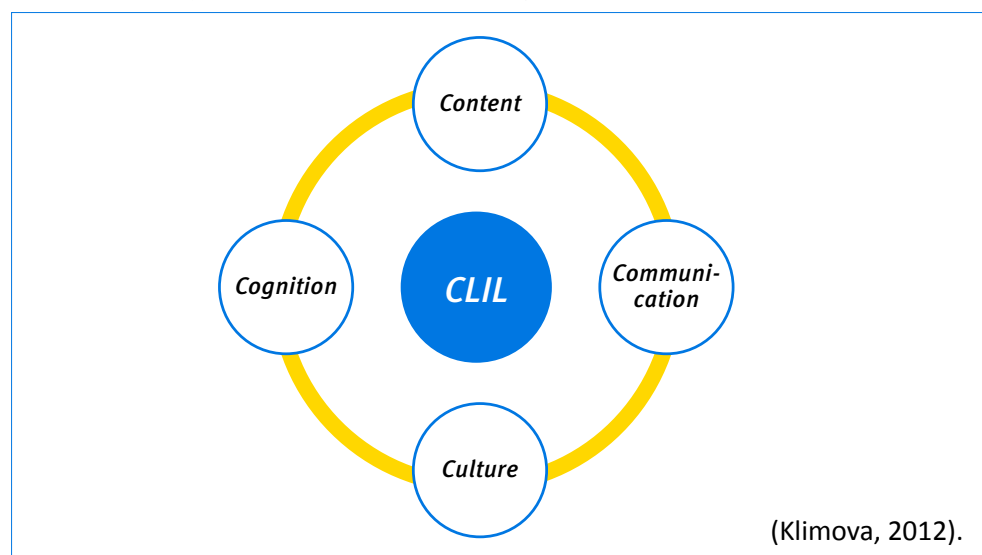 Content
Cognition
CLIL
Communi-
cation
Culture
(Klimova, 2012).